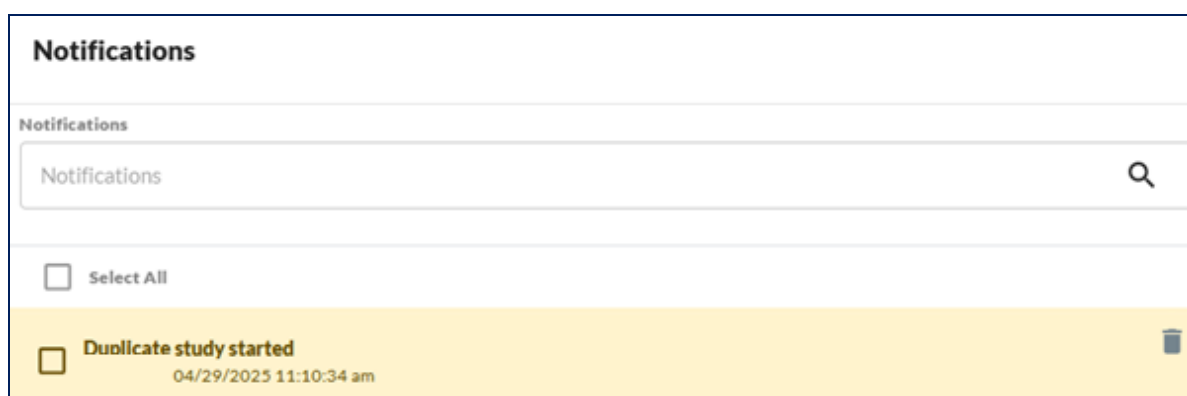 Notifications
Notifications
Notifications
Select All
Duplicate study started
04/29/2025 11:10:34 am